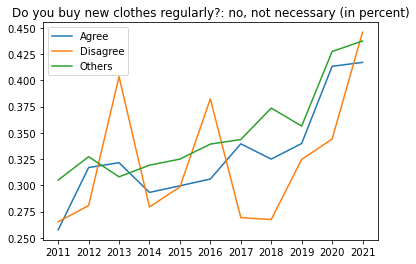 Do you buy new clothes regularly?: no, not necessary (in percent)
Agree
Disagree
Others
0.450
0.425
0.400
0.375
0.350
0.325
0.300
0.275
0.250
2011 2012 2013 2014 2015 2016 2017 2018 2019 2020 2021